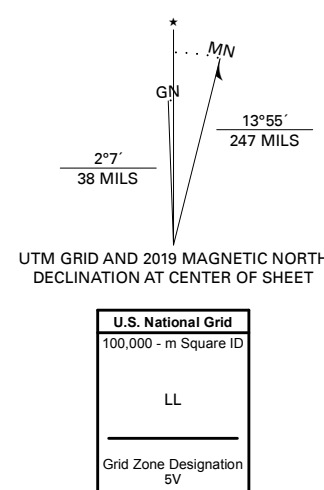 ★
MN
GN
13°55´
247 MILS
2°7´
38 MILS
UTM GRID AND 2019 MAGNETIC NORTH
DECLINATION AT CENTER OF SHEET
U.S. National Grid
100,000 - m Square ID
LL
Grid Zone Designation
5V